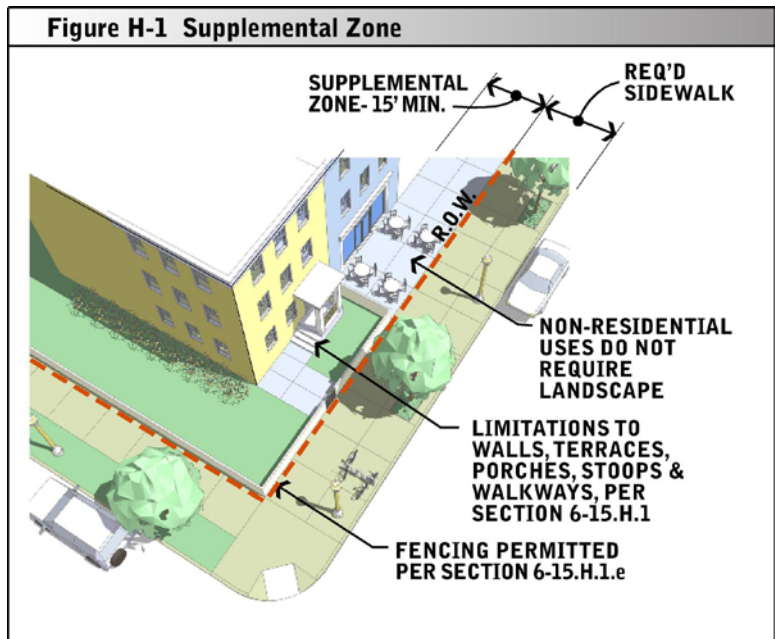 Figure H-1 Supplemental Zone
SUPPLEMENTAL
ZONE- 15' MIN.
REQ'D
SIDEWALK
R.O.W.
NON-RESIDENTIAL
USES DO NOT
REQUIRE
LANDSCAPE
LIMITATIONS TO
WALLS, TERRACES,
PORCHES, STOOPS &
WALKWAYS, PER
SECTION 6-15.H.1
FENCING PERMITTED
PER SECTION 6-15.H.1.e